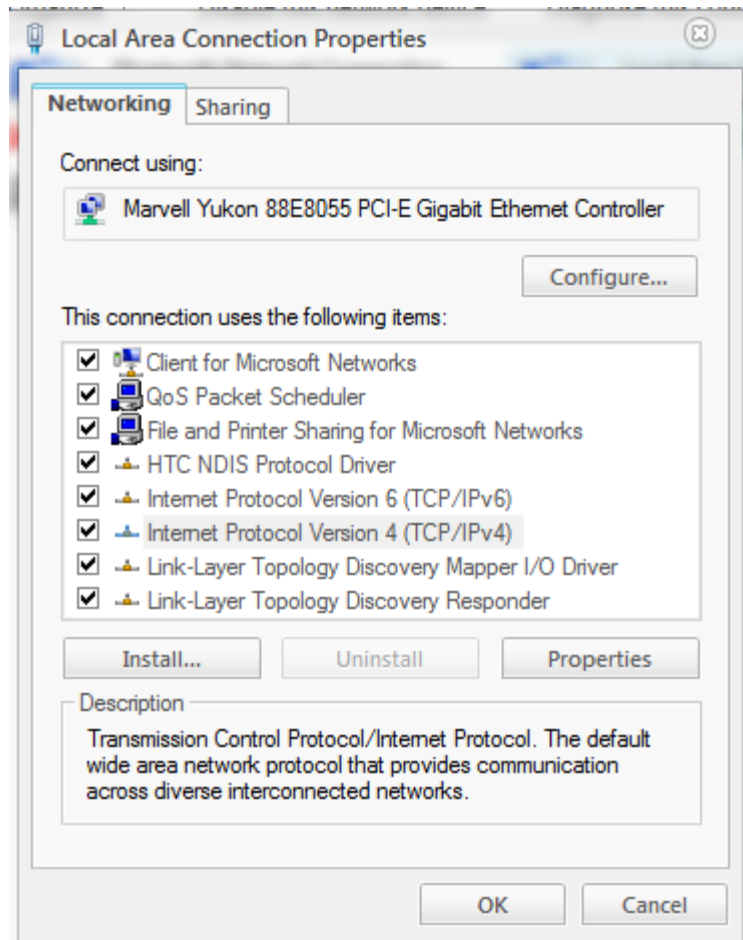 Local Area Connection Properties
Networking
Sharing
Connect using:
Marvell Yukon 88E8055 PCI-E Gigabit Ethernet Controller
Configure...
This connection uses the following items:
Client for Microsoft Networks
QoS Packet Scheduler
File and Printer Sharing for Microsoft Networks
HTC NDIS Protocol Driver
Internet Protocol Version 6 (TCP/IPv6)
Internet Protocol Version 4 (TCP/IPv4)
Link-Layer Topology Discovery Mapper I/O Driver
Link-Layer Topology Discovery Responder
Install...
Uninstall
Properties
Description
Transmission Control Protocol/Internet Protocol. The default
wide area network protocol that provides communication
across diverse interconnected networks.
OK
Cancel